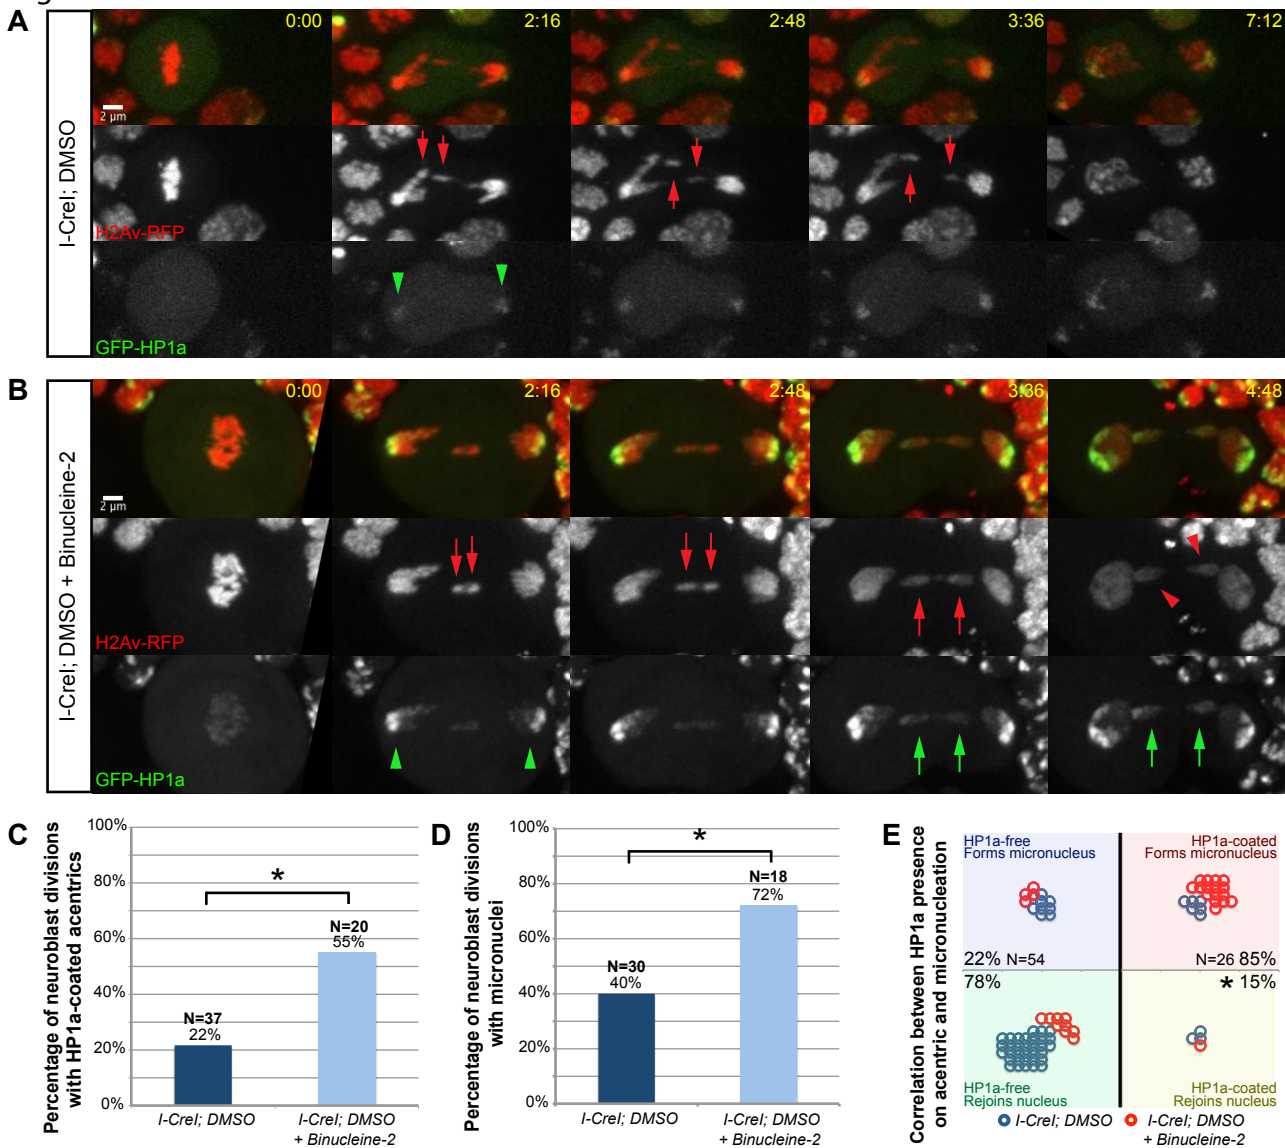 A
I-CreI; DMSO
0:00
2:16
2:48
3:36
7:12
2 µm
H2Av-RFP
GFP-HP1a
B
I-CreI; DMSO + Binucleine-2
0:00
2:16
2:48
3:36
4:48
2 µm
H2Av-RFP
GFP-HP1a
C
Percentage of neuroblast divisions
with HP1a-coated acentrics
100%
80%
60%
40%
20%
0%
*
N=37
22%
N=20
55%
I-CreI; DMSO
I-CreI; DMSO
+ Binucleine-2
D
Percentage of neuroblast divisions
with micronuclei
100%
80%
60%
40%
20%
0%
*
N=30
40%
N=18
72%
I-CreI; DMSO
I-CreI; DMSO
+ Binucleine-2
E
Correlation between HP1a presence
on acentric and micronucleation
HP1a-free
Forms micronucleus
HP1a-coated
Forms micronucleus
22% N=54
N=26 85%
78%
* 15%
HP1a-free
Rejoins nucleus
HP1a-coated
Rejoins nucleus
I-CreI; DMSO
I-CreI; DMSO
+ Binucleine-2